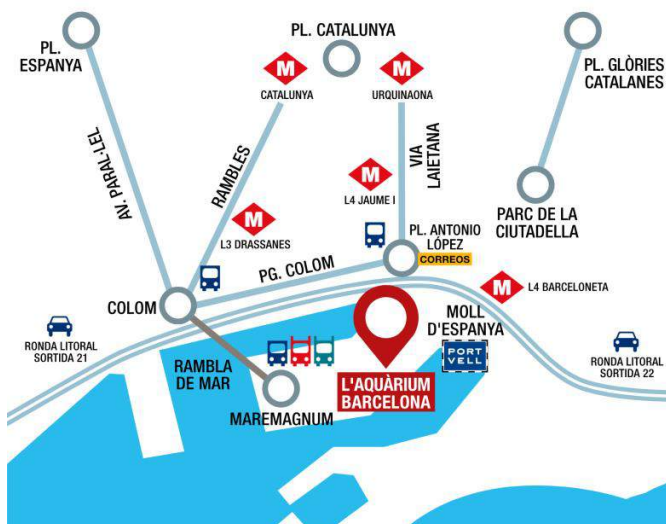 PL.
ESPANYA
PL. CATALUNYA
M
CATALUNYA
M
URQUINAONA
PL. GLÒRIES
CATALANES
AV. PARAL·LEL
RAMBLES
VIA
LAIETANA
M
L4 JAUME I
M
L3 DRASSANES
PL. ANTONIO
LÓPEZ
CORREOS
PARC DE LA
CIUTADELLA
PG. COLOM
COLOM
M
L4 BARCELONETA
RONDA LITORAL
SORTIDA 21
RAMBLA
DE MAR
MOLL
D'ESPANYA
PORT
VELL
RONDA LITORAL
SORTIDA 22
L'AQUÀRIUM
BARCELONA
MAREMAGNUM